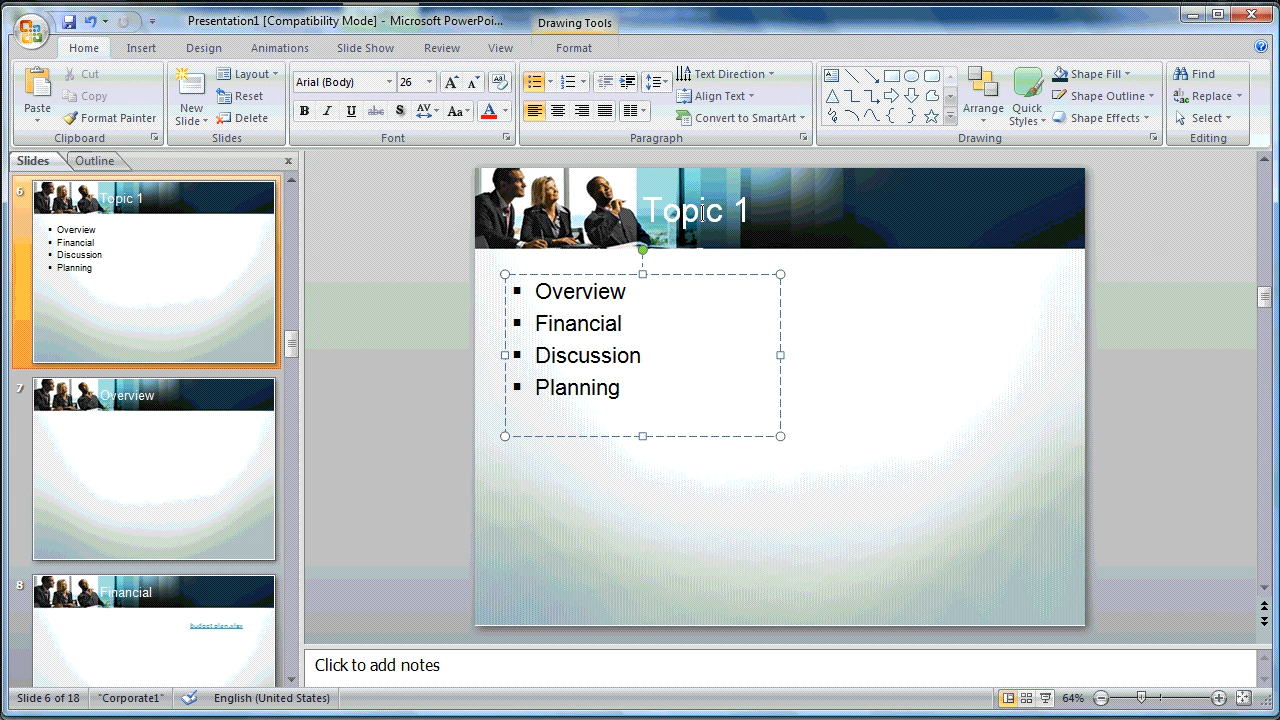 Presentation1 [Compatibility Mode] - Microsoft PowerPoi...
Drawing Tools
Home Insert Design Animations Slide Show Review View Format
Paste
Cut
Copy
Format Painter
Clipboard
New Slide
Layout
Reset
Delete
Slides
Arial (Body) 26
B I U abc S AV Aa A
Font
Text Direction
Align Text
Convert to SmartArt
Paragraph
Arrange
Quick Styles
Shape Fill
Shape Outline
Shape Effects
Drawing
Find
Replace
Select
Editing
Slides Outline
6
Topic 1
Overview
Financial
Discussion
Planning
7
Overview
8
Financial
budget plan.xlsx
Topic 1
Overview
Financial
Discussion
Planning
Click to add notes
Slide 6 of 18 "Corporate1" English (United States) 64%